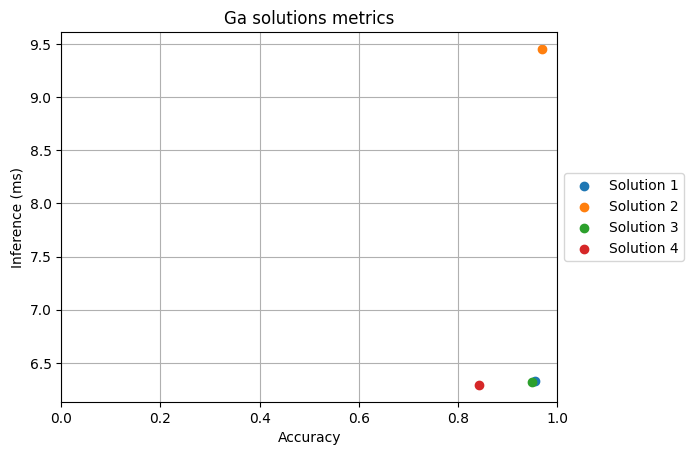 Ga solutions metrics
9.5
9.0
8.5
8.0
7.5
7.0
6.5
Inference (ms)
0.0
0.2
0.4
0.6
0.8
1.0
Accuracy
Solution 1
Solution 2
Solution 3
Solution 4